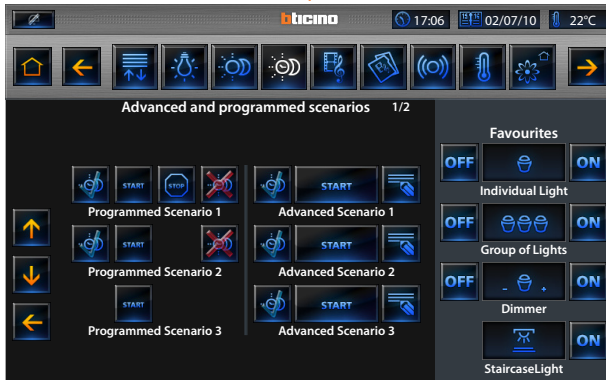 bticino 17:06 15 16 02/07/10 22°C
Advanced and programmed scenarios 1/2
Favourites
OFF ON
Individual Light
START STOP START
Programmed Scenario 1 Advanced Scenario 1
OFF ON
Group of Lights
START START
Programmed Scenario 2 Advanced Scenario 2
OFF - + ON
Dimmer
START START
Programmed Scenario 3 Advanced Scenario 3
ON
StaircaseLight